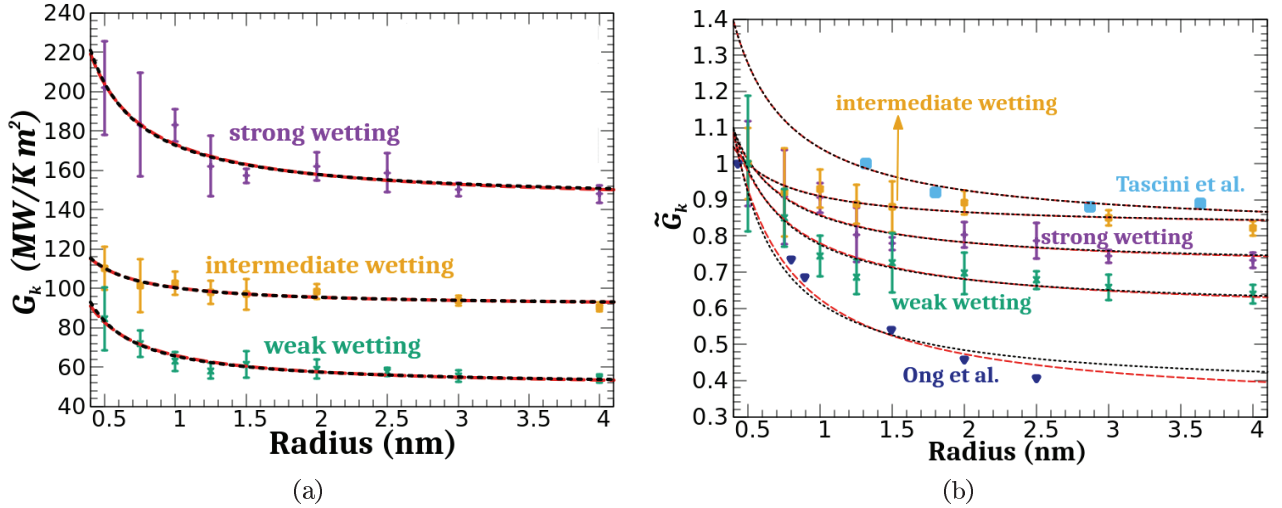 240
220
200
180
160
140
120
100
80
60
40
G_k (MW/K m²)
strong wetting
intermediate wetting
weak wetting
0.5 1 1.5 2 2.5 3 3.5 4
Radius (nm)
(a)
1.4
1.3
1.2
1.1
1
0.9
0.8
0.7
0.6
0.5
0.4
0.3
G̃_k
intermediate wetting
Tascini et al.
strong wetting
weak wetting
Ong et al.
0.5 1 1.5 2 2.5 3 3.5 4
Radius (nm)
(b)